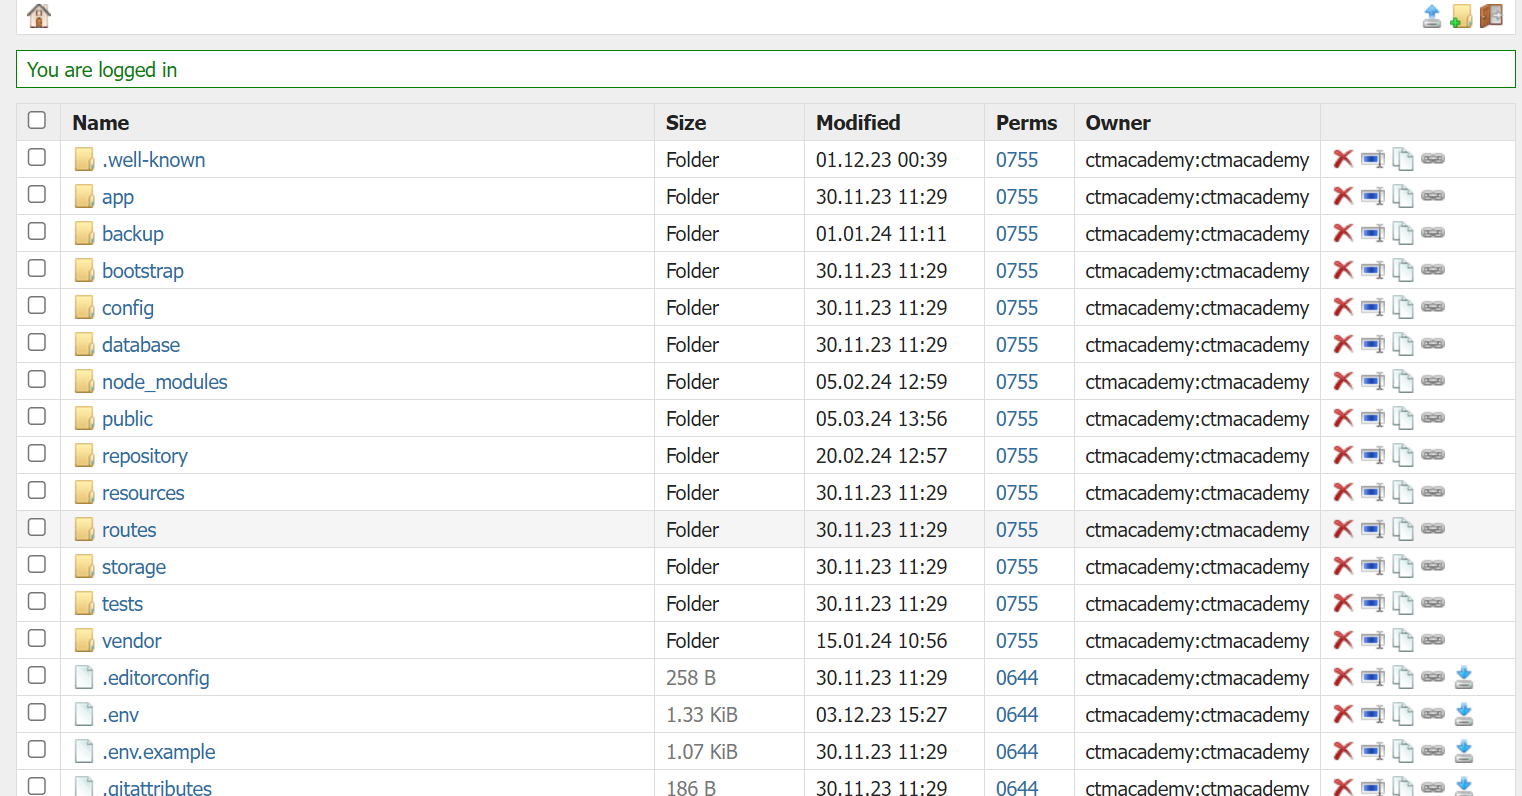 You are logged in
Name Size Modified Perms Owner
.well-known Folder 01.12.23 00:39 0755 ctmacademy:ctmacademy
app Folder 30.11.23 11:29 0755 ctmacademy:ctmacademy
backup Folder 01.01.24 11:11 0755 ctmacademy:ctmacademy
bootstrap Folder 30.11.23 11:29 0755 ctmacademy:ctmacademy
config Folder 30.11.23 11:29 0755 ctmacademy:ctmacademy
database Folder 30.11.23 11:29 0755 ctmacademy:ctmacademy
node_modules Folder 05.02.24 12:59 0755 ctmacademy:ctmacademy
public Folder 05.03.24 13:56 0755 ctmacademy:ctmacademy
repository Folder 20.02.24 12:57 0755 ctmacademy:ctmacademy
resources Folder 30.11.23 11:29 0755 ctmacademy:ctmacademy
routes Folder 30.11.23 11:29 0755 ctmacademy:ctmacademy
storage Folder 30.11.23 11:29 0755 ctmacademy:ctmacademy
tests Folder 30.11.23 11:29 0755 ctmacademy:ctmacademy
vendor Folder 15.01.24 10:56 0755 ctmacademy:ctmacademy
.editorconfig 258 B 30.11.23 11:29 0644 ctmacademy:ctmacademy
.env 1.33 KiB 03.12.23 15:27 0644 ctmacademy:ctmacademy
.env.example 1.07 KiB 30.11.23 11:29 0644 ctmacademy:ctmacademy
.gitattributes 186 B 30.11.23 11:29 0644 ctmacademy:ctmacademy